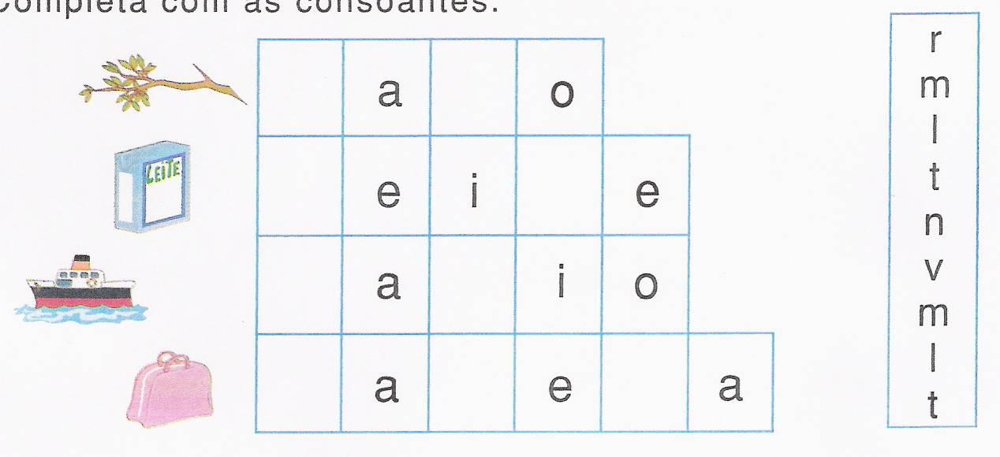 Completa com as consoantes.
a o
LEITE
e i e
a i o
a e a
r
m
l
t
n
v
m
l
t